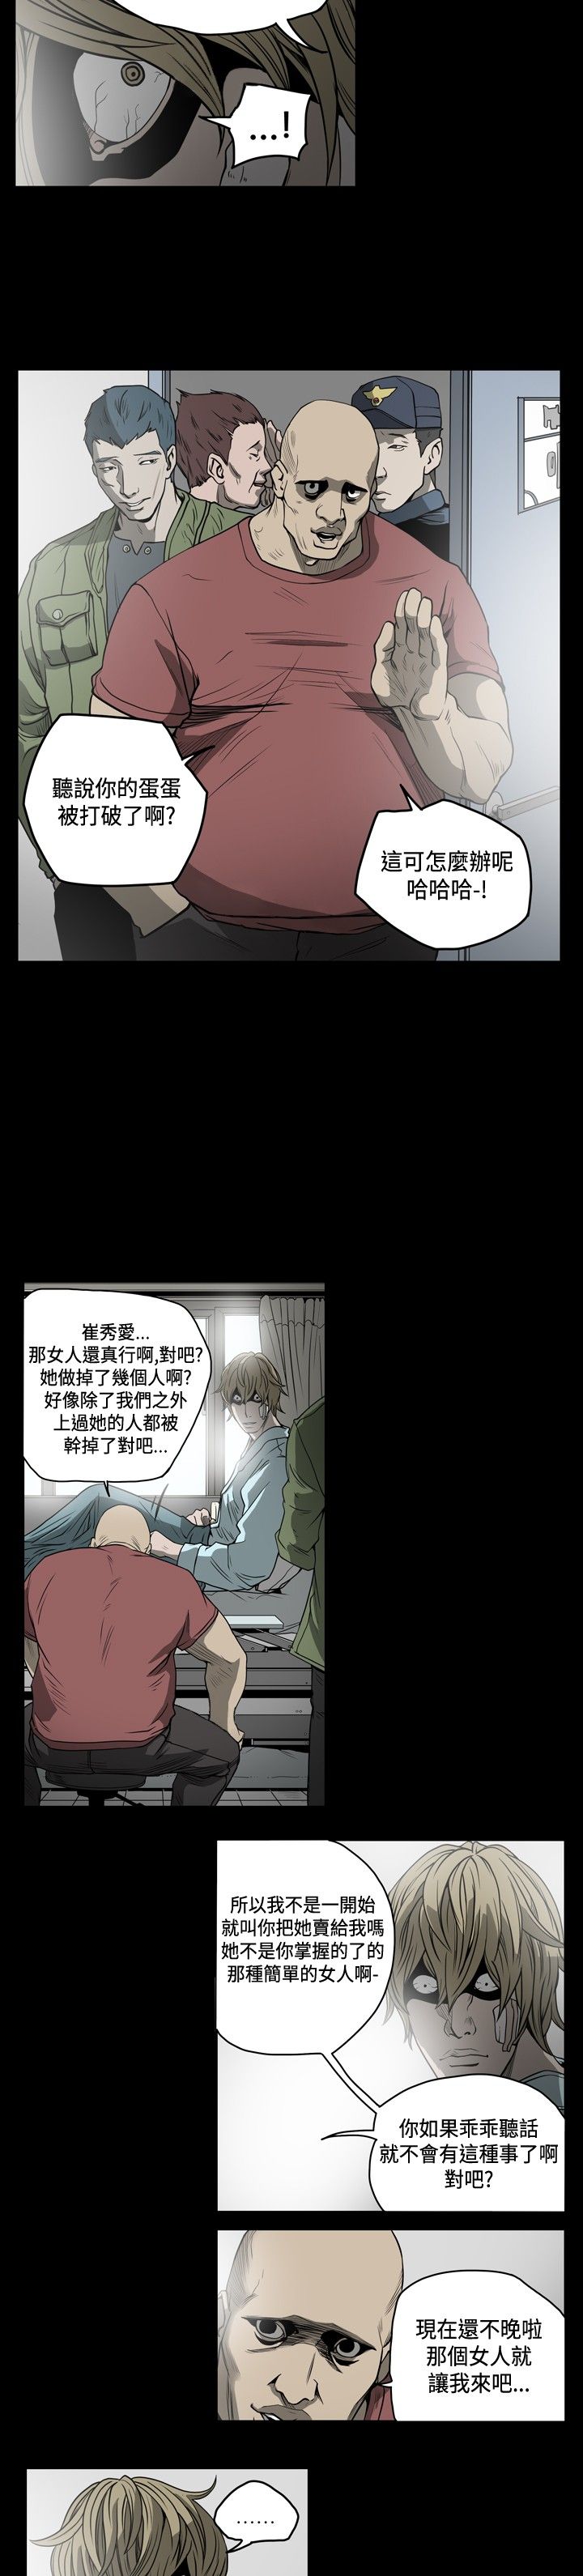 ...!
聽說你的蛋蛋
被打破了啊?
這可怎麼辦呢
哈哈哈-!
崔秀愛...
那女人還真行啊,對吧?
她做掉了幾個人啊?
好像除了我們之外
上過她的人都被
幹掉了對吧...
所以我不是一開始
就叫你把她賣給我嗎
她不是你掌握的了的
那種簡單的女人啊-
你如果乖乖聽話
就不會有這種事了啊
對吧?
現在還不晚啦
那個女人就
讓我來吧...
......